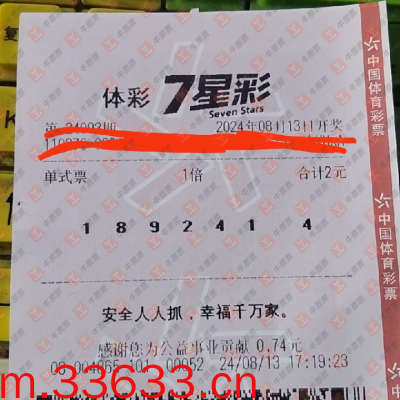 体彩 7星彩
Seven Stars
2024年08月13日开奖
单式票 1倍 合计2元
1 8 9 2 4 1 4
安全人人抓，幸福千万家。
感谢您为公益事业贡献 0.74元
24/08/13 17:19:23
m.33633.cn
中国体育彩票
中国体育彩票